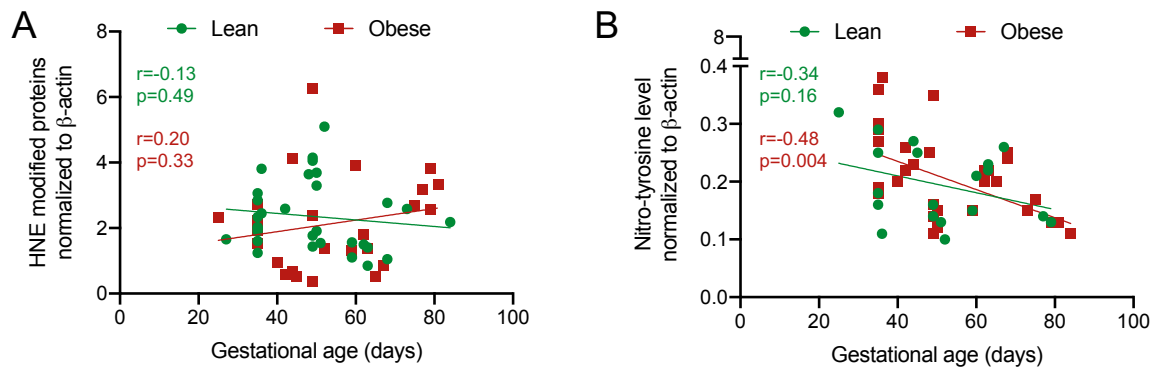 A
Lean
Obese
HNE modified proteins
normalized to β-actin
8
6
4
2
0
r=-0.13
p=0.49
r=0.20
p=0.33
0
20
40
60
80
100
Gestational age (days)
B
Lean
Obese
Nitro-tyrosine level
normalized to β-actin
8
0.4
0.3
0.2
0.1
0.0
r=-0.34
p=0.16
r=-0.48
p=0.004
0
20
40
60
80
100
Gestational age (days)